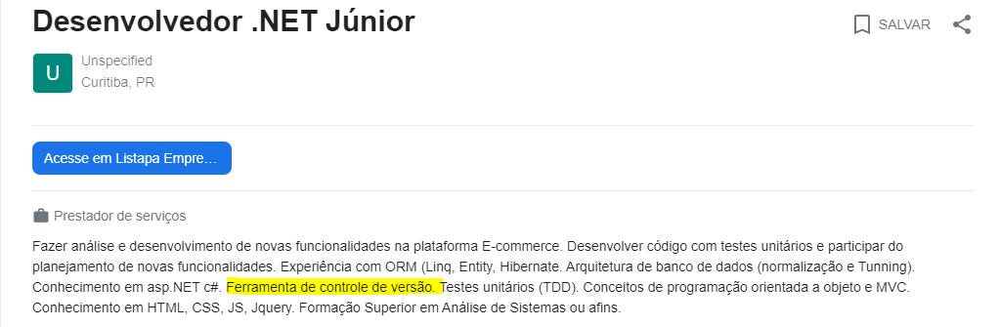 Desenvolvedor .NET Júnior
SALVAR
U
Unspecified
Curitiba, PR
Acesse em Listapa Empre...
Prestador de serviços
Fazer análise e desenvolvimento de novas funcionalidades na plataforma E-commerce. Desenvolver código com testes unitários e participar do
planejamento de novas funcionalidades. Experiência com ORM (Linq, Entity, Hibernate. Arquitetura de banco de dados (normalização e Tunning).
Conhecimento em asp.NET c#. Ferramenta de controle de versão. Testes unitários (TDD). Conceitos de programação orientada a objeto e MVC.
Conhecimento em HTML, CSS, JS, Jquery. Formação Superior em Análise de Sistemas ou afins.